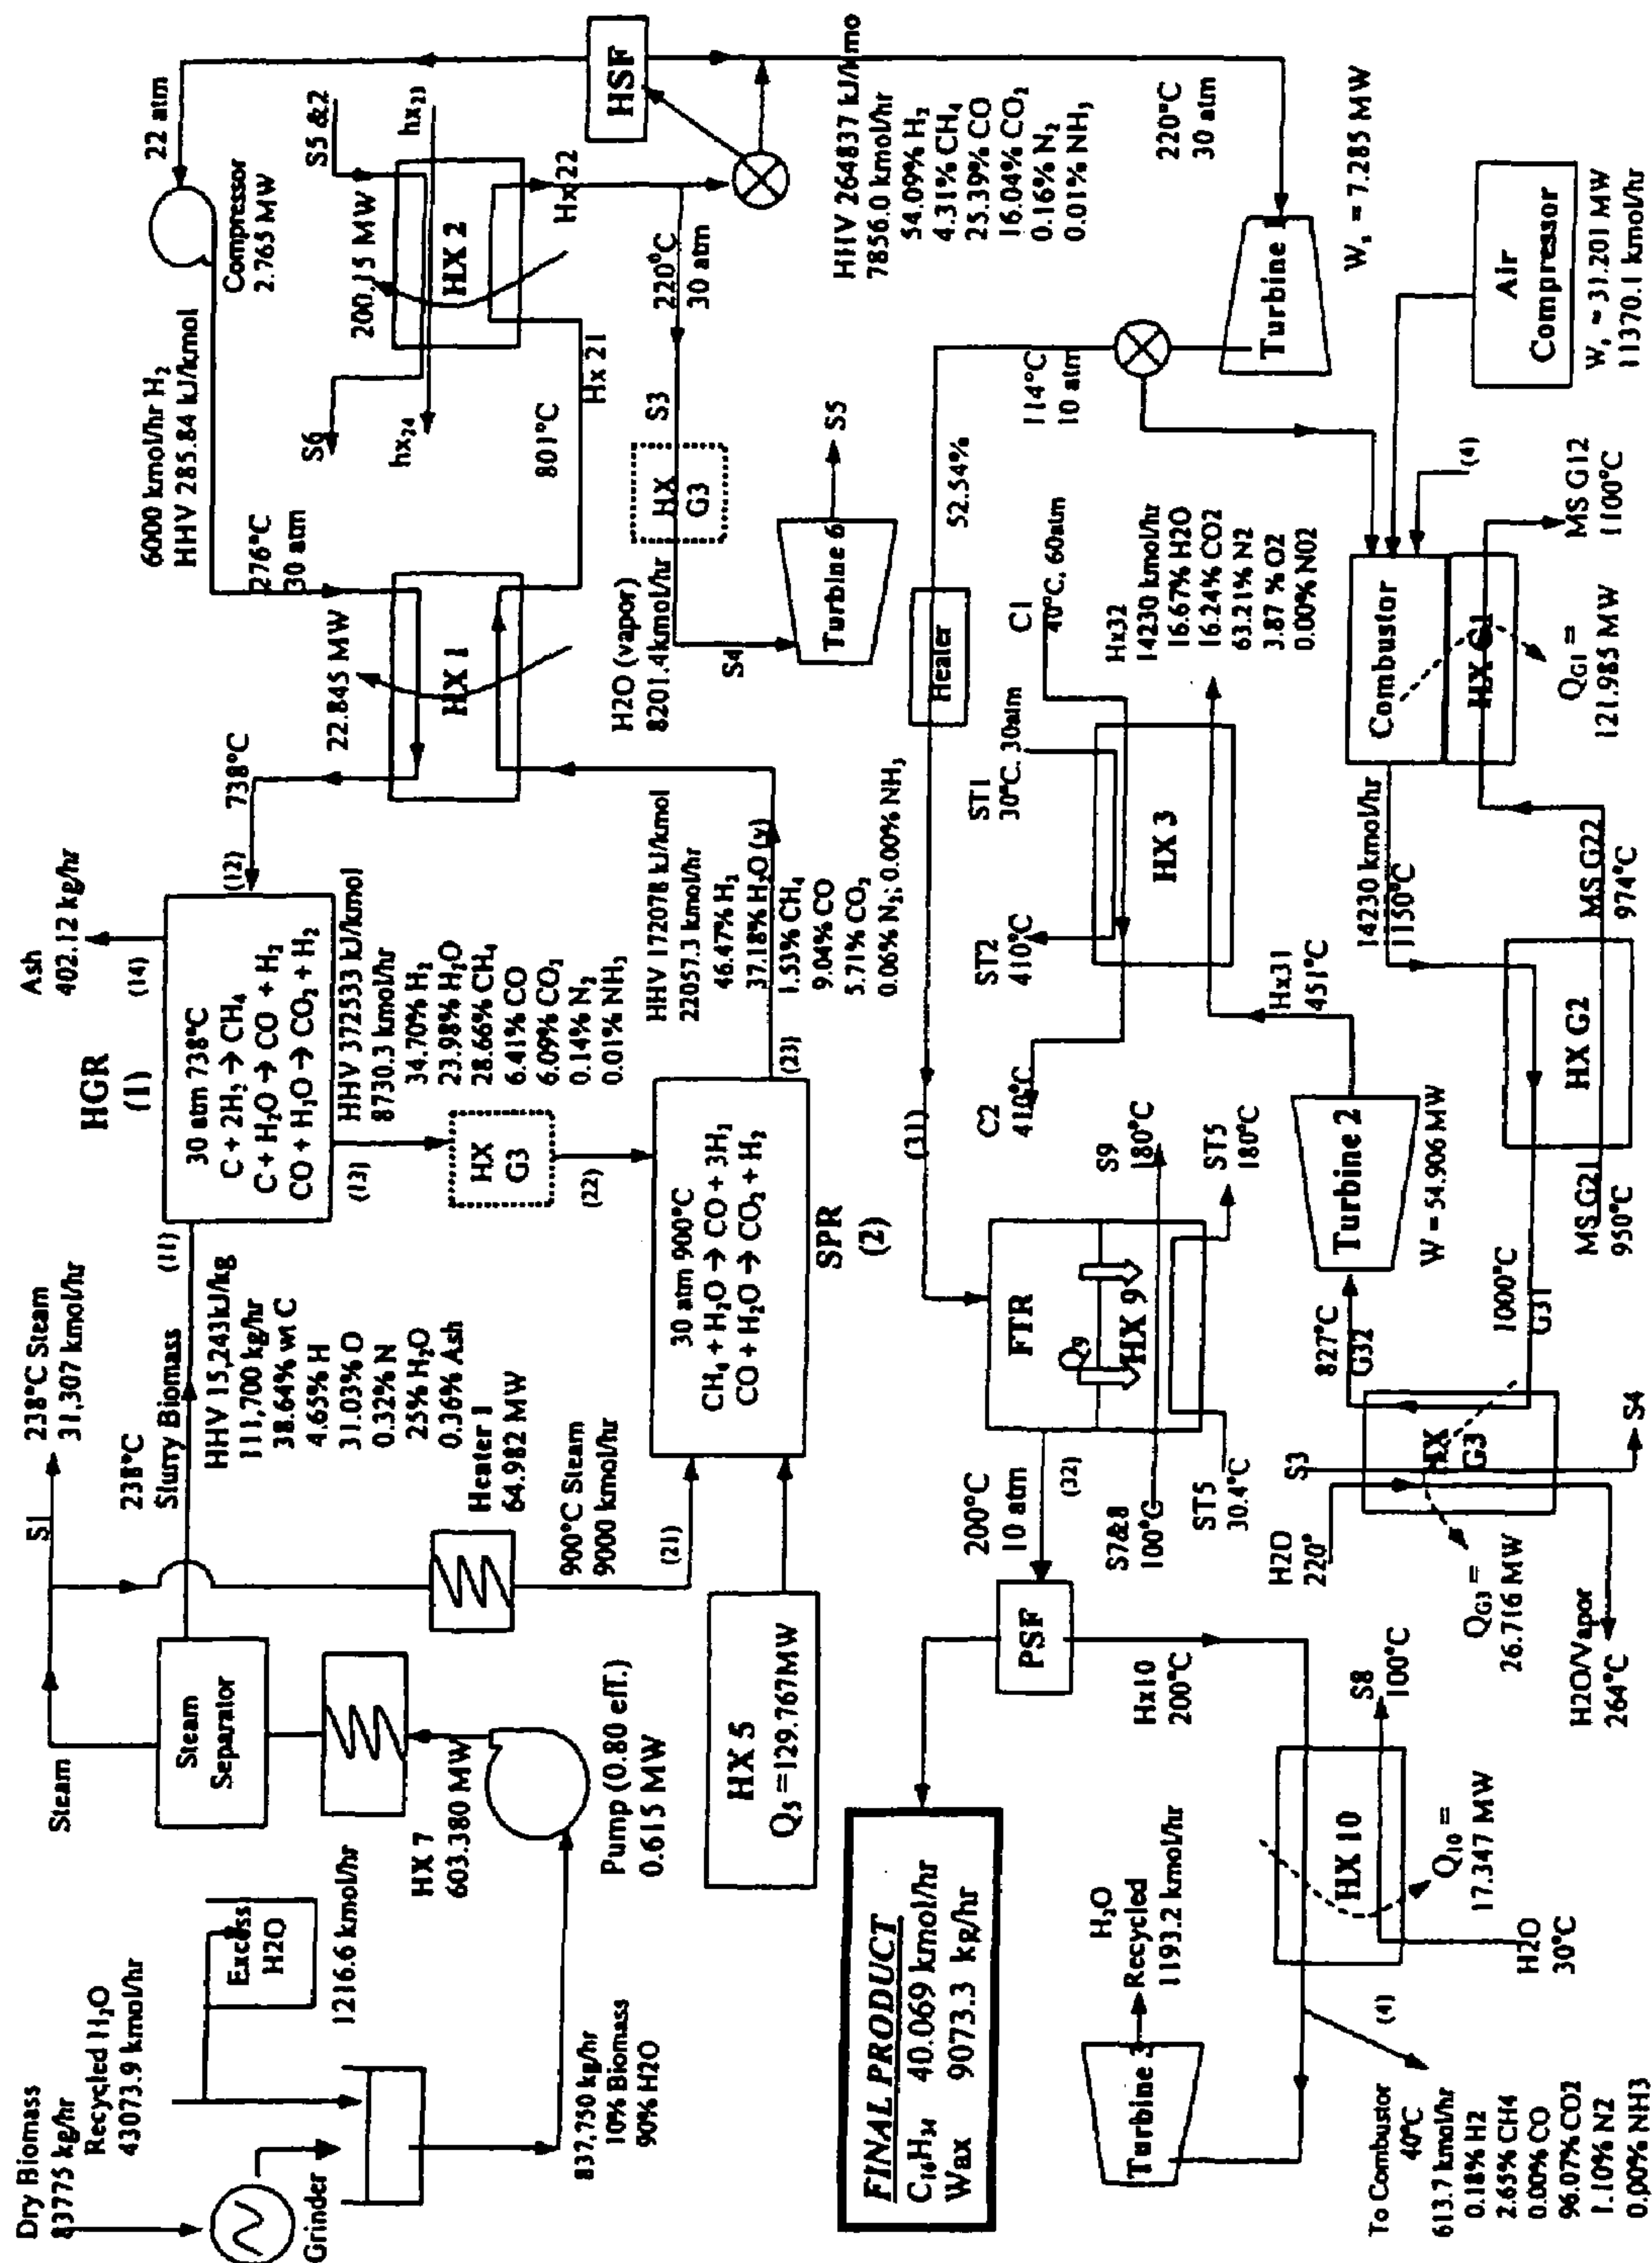 Dry Biomass
83775 kg/hr
Recycled H2O
43073.9 kmol/hr
Grinder
Excess
H2O
1216.6 kmol/hr
837,750 kg/hr
10% Biomass
90% H2O
Pump (0.80 eff.)
0.615 MW
HX 7
603.380 MW
Steam
Steam
Separator
S1
238°C Steam
31,307 kmol/hr
238°C
Slurry Biomass
(11)
HHV 15,243kJ/kg
111,700 kg/hr
38.64% wt C
4.65% H
31.03% O
0.32% N
25% H2O
0.36% Ash
Heater 1
64.982 MW
900°C Steam
9000 kmol/hr
(21)
HX 5
Q5 =129.767MW
HGR
(1)
30 atm 738°C
C + 2H2 → CH4
C + H2O → CO + H2
CO + H2O → CO2 + H2
Ash
402.12 kg/hr
(14)
(12)
738°C
(13)
HHV 372533 kJ/kmol
8730.3 kmol/hr
34.70% H2
23.98% H2O
28.66% CH4
6.41% CO
6.09% CO2
0.14% N2
0.01% NH3
HX
G3
(22)
30 atm 900°C
CH4 + H2O → CO + 3H2
CO + H2O → CO2 + H2
SPR
(2)
(23)
HHV 172078 kJ/kmol
22057.3 kmol/hr
46.47% H2
37.18% H2O (v)
1.53% CH4
9.04% CO
5.71% CO2
0.06% N2; 0.00% NH3
22.845 MW
HX 1
276°C
30 atm
6000 kmol/hr H2
HHV 285.84 kJ/kmol
Compressor
2.765 MW
22 atm
801°C
Hx 21
200.15 MW
HX 2
S5 &2
S6
hx23
hx24
Hx 22
HSF
220°C
30 atm
S3
HX
G3
H2O (vapor)
8201.4kmol/hr
S4
Turbine 6
S5
HHV 264837 kJ/kmo
7856.0 kmol/hr
54.09% H2
4.31% CH4
25.39% CO
16.04% CO2
0.16% N2
0.01% NH3
220°C
30 atm
Turbine 1
Ws = 7.285 MW
114°C
10 atm
52.54%
Heater
(31)
Air
Compressor
Ws = 31.201 MW
11370.1 kmol/hr
(4)
Combustor
HX G1
MS G12
1100°C
QG1 =
121.985 MW
14230 kmol/hr
1150°C
MS G22
974°C
HX G2
MS G21
950°C
1000°C
G31
HX
G3
S3
S4
H2O
220°
H2O/Vapor
264°C
QG3 =
26.716 MW
827°C
G32
Turbine 2
W = 54.906 MW
Hx31
451°C
HX 3
ST1
30°C, 30atm
C1
40°C, 60atm
ST2
410°C
C2
410°C
Hx32
14230 kmol/hr
16.67% H2O
16.24% CO2
63.21% N2
3.87 % O2
0.00% N02
FTR
Q9
HX 9
S9
180°C
ST5
180°C
S7&8
100°G
ST5
30.4°C
200°C
10 atm
(32)
PSF
Hx10
200°C
HX 10
S8
100°C
Q10 =
17.347 MW
H2O
30°C
(4)
FINAL PRODUCT
C16H34 40.069 kmol/hr
Wax 9073.3 kg/hr
Turbine 3
H2O
Recycled
1193.2 kmol/hr
To Combustor
40°C
613.7 kmol/hr
0.18% H2
2.65% CH4
0.00% CO
96.07% CO2
1.10% N2
0.00% NH3